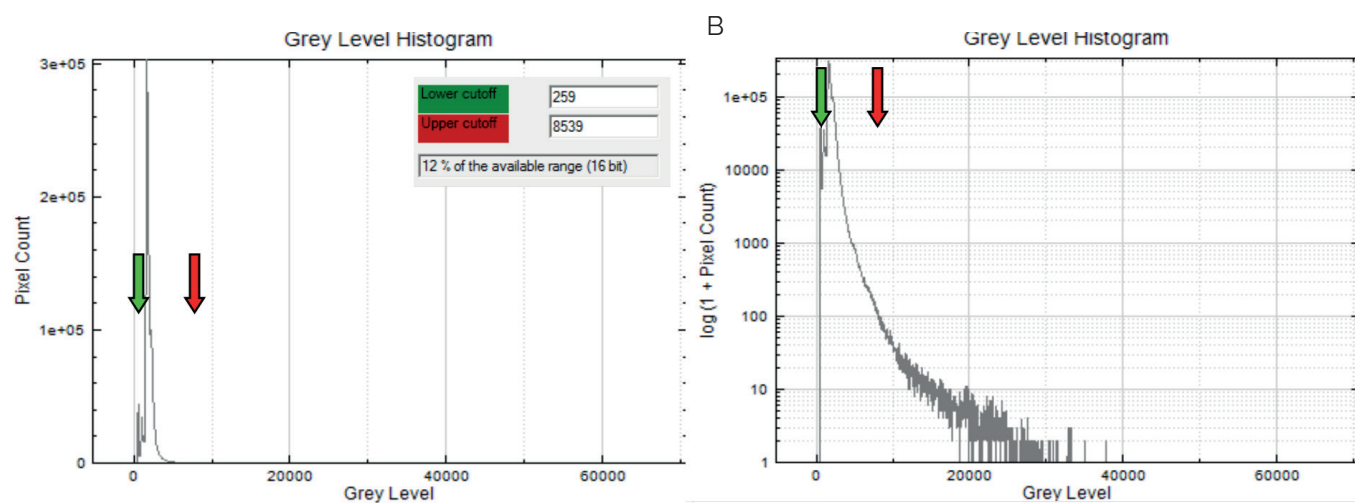 Grey Level Histogram
3e+05
2e+05
1e+05
0
Pixel Count
Lower cutoff 259
Upper cutoff 8539
12 % of the available range (16 bit)
0 20000 40000 60000
Grey Level
B
Grey Level Histogram
1e+05
10000
1000
100
10
1
log (1 + Pixel Count)
0 20000 40000 60000
Grey Level